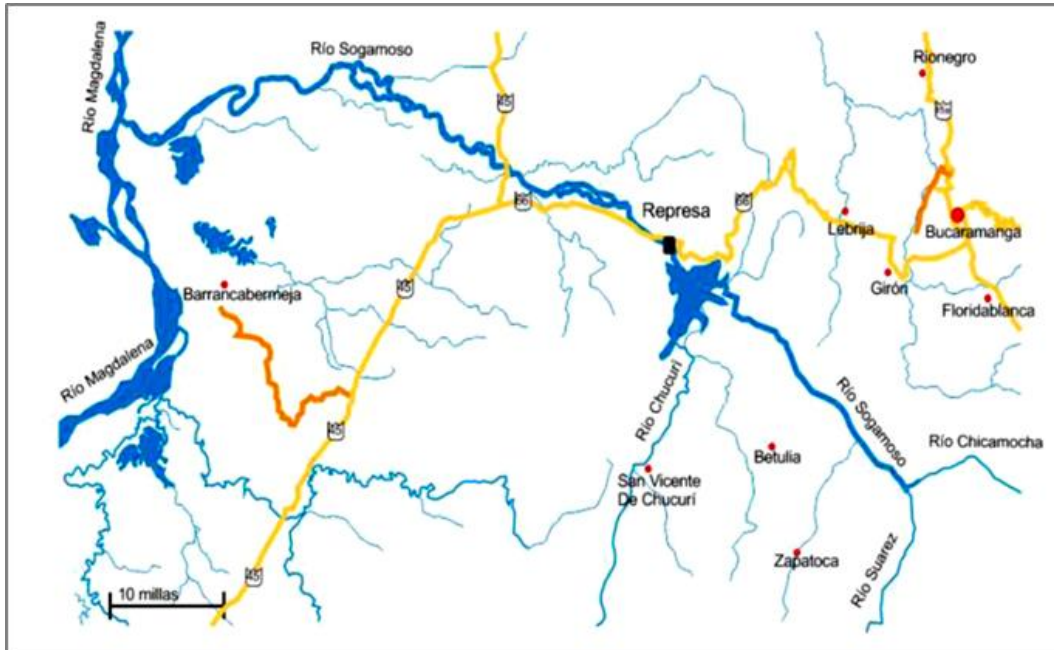 Río Magdalena
Río Sogamoso
45
Rionegro
66
Represa
66
Lebrija
Bucaramanga
Girón
Floridablanca
Barrancabermeja
45
Río Magdalena
Río Chucurí
Río Sogamoso
Río Chicamocha
45
Betulia
San Vicente
De Chucurí
Zapatoca
Río Suarez
45
10 millas